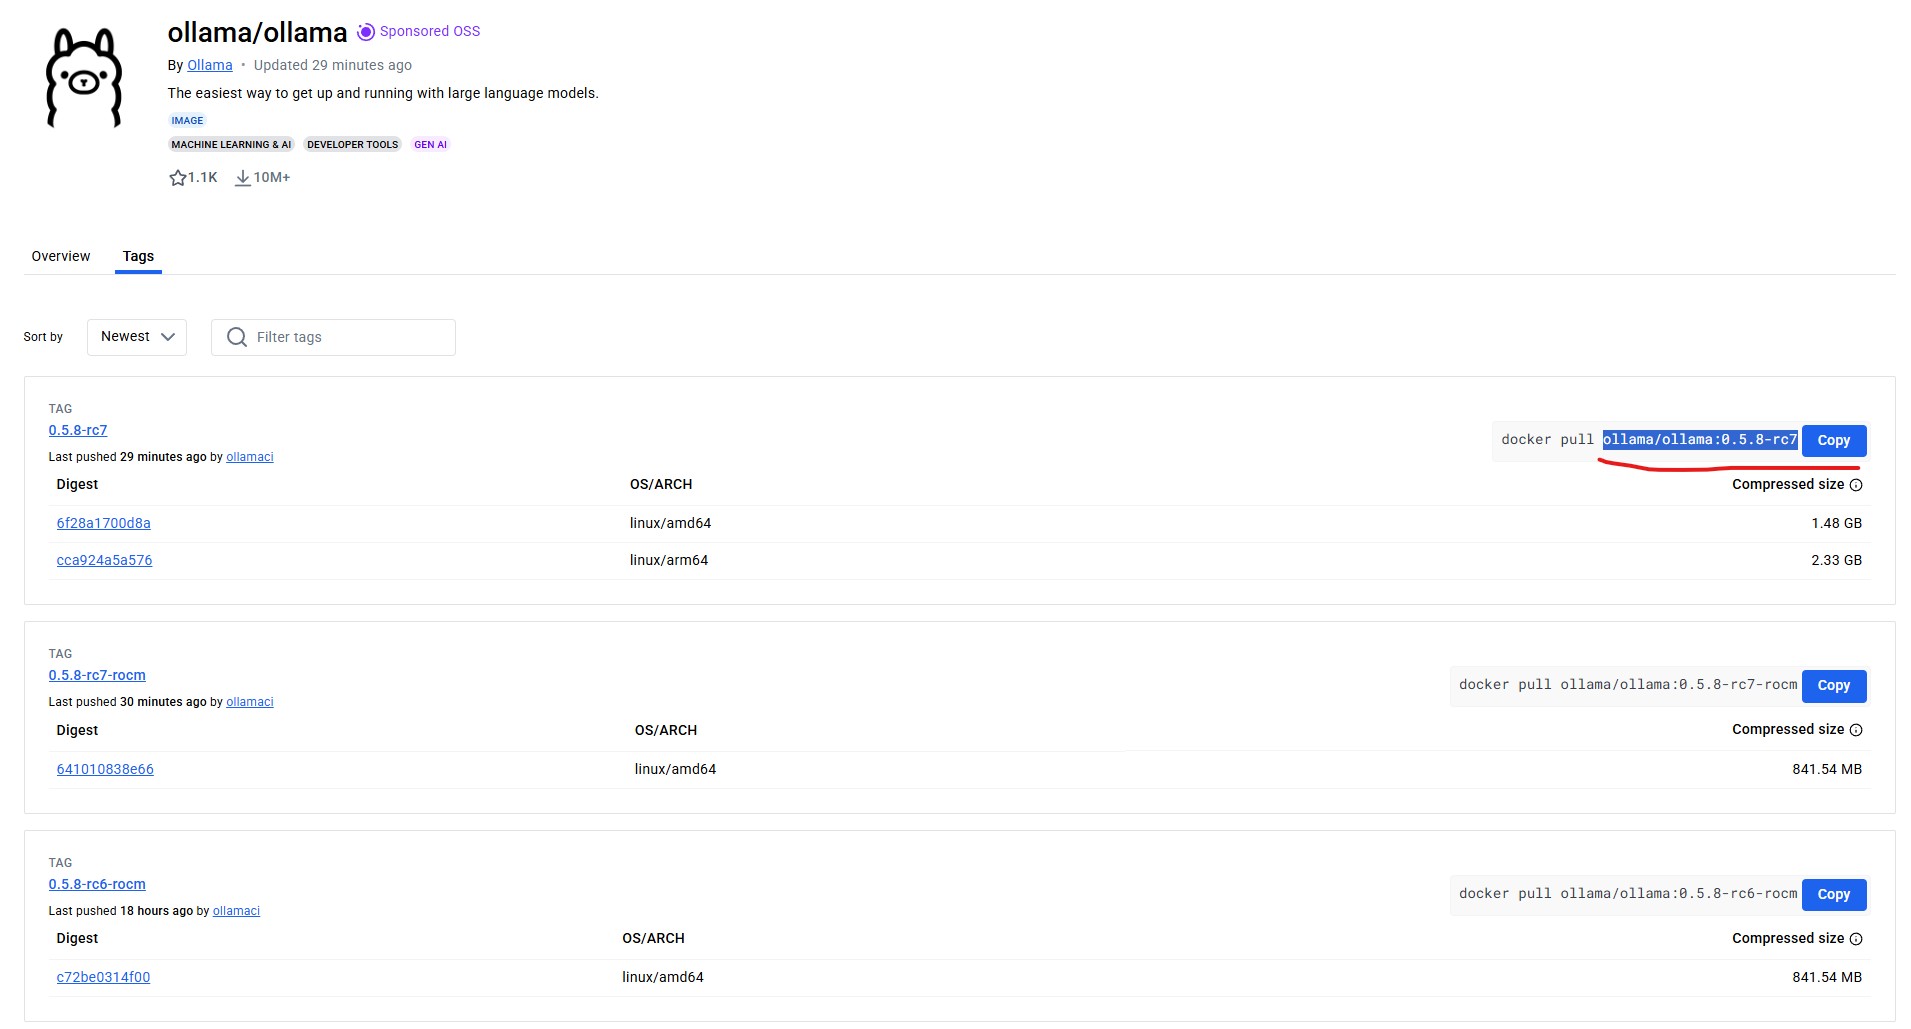 ollama/ollama Sponsored OSS
By Ollama • Updated 29 minutes ago
The easiest way to get up and running with large language models.
IMAGE
MACHINE LEARNING & AI DEVELOPER TOOLS GEN AI
1.1K 10M+
Overview Tags
Sort by Newest Filter tags
TAG
0.5.8-rc7
docker pull ollama/ollama:0.5.8-rc7 Copy
Last pushed 29 minutes ago by ollamaci
Digest OS/ARCH Compressed size
6f28a1700d8a linux/amd64 1.48 GB
cca924a5a576 linux/arm64 2.33 GB
TAG
0.5.8-rc7-rocm
docker pull ollama/ollama:0.5.8-rc7-rocm Copy
Last pushed 30 minutes ago by ollamaci
Digest OS/ARCH Compressed size
641010838e66 linux/amd64 841.54 MB
TAG
0.5.8-rc6-rocm
docker pull ollama/ollama:0.5.8-rc6-rocm Copy
Last pushed 18 hours ago by ollamaci
Digest OS/ARCH Compressed size
c72be0314f00 linux/amd64 841.54 MB